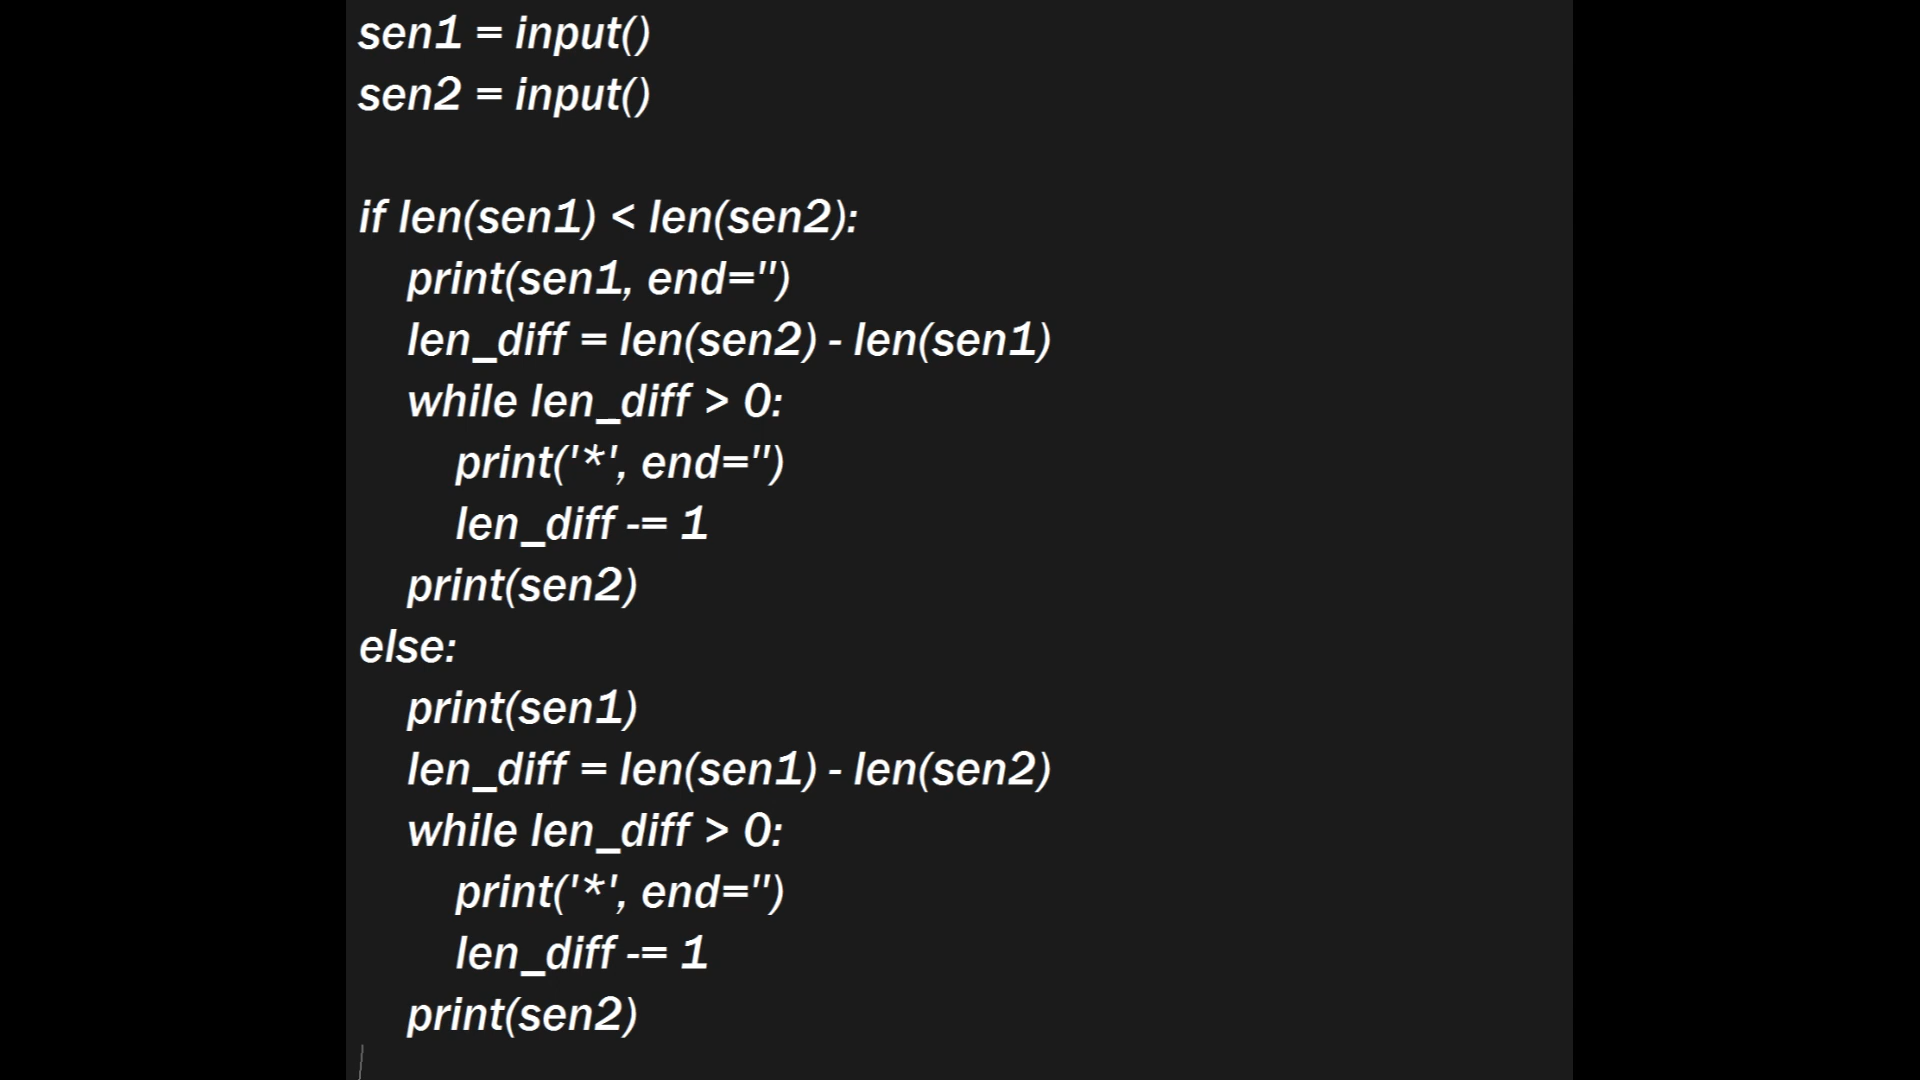 sen1 = input()
sen2 = input()
if len(sen1) < len(sen2):
print(sen1, end='')
len_diff = len(sen2) - len(sen1)
while len_diff > 0:
print('*', end='')
len_diff -= 1
print(sen2)
else:
print(sen1)
len_diff = len(sen1) - len(sen2)
while len_diff > 0:
print('*', end='')
len_diff -= 1
print(sen2)